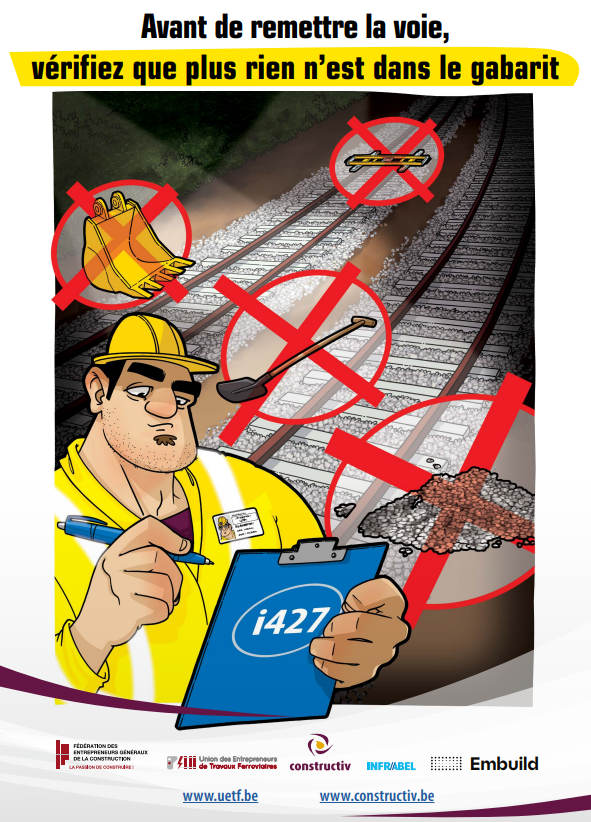 Avant de remettre la voie,
vérifiez que plus rien n'est dans le gabarit
i427
FÉDÉRATION DES
ENTREPRENEURS GÉNÉRAUX
DE LA CONSTRUCTION
LA PASSION DE CONSTRUIRE !
Union des Entrepreneurs
de Travaux Ferroviaires
constructiv
INFRABEL
Embuild
www.uetf.be
www.constructiv.be